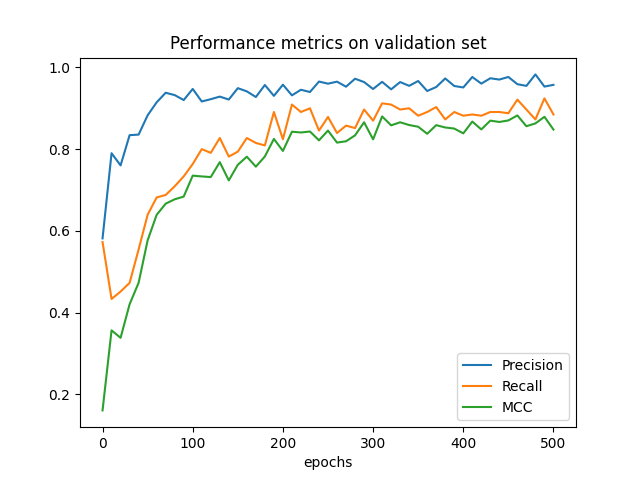 Performance metrics on validation set
1.0
0.8
0.6
0.4
0.2
Precision
Recall
MCC
0 100 200 300 400 500
epochs